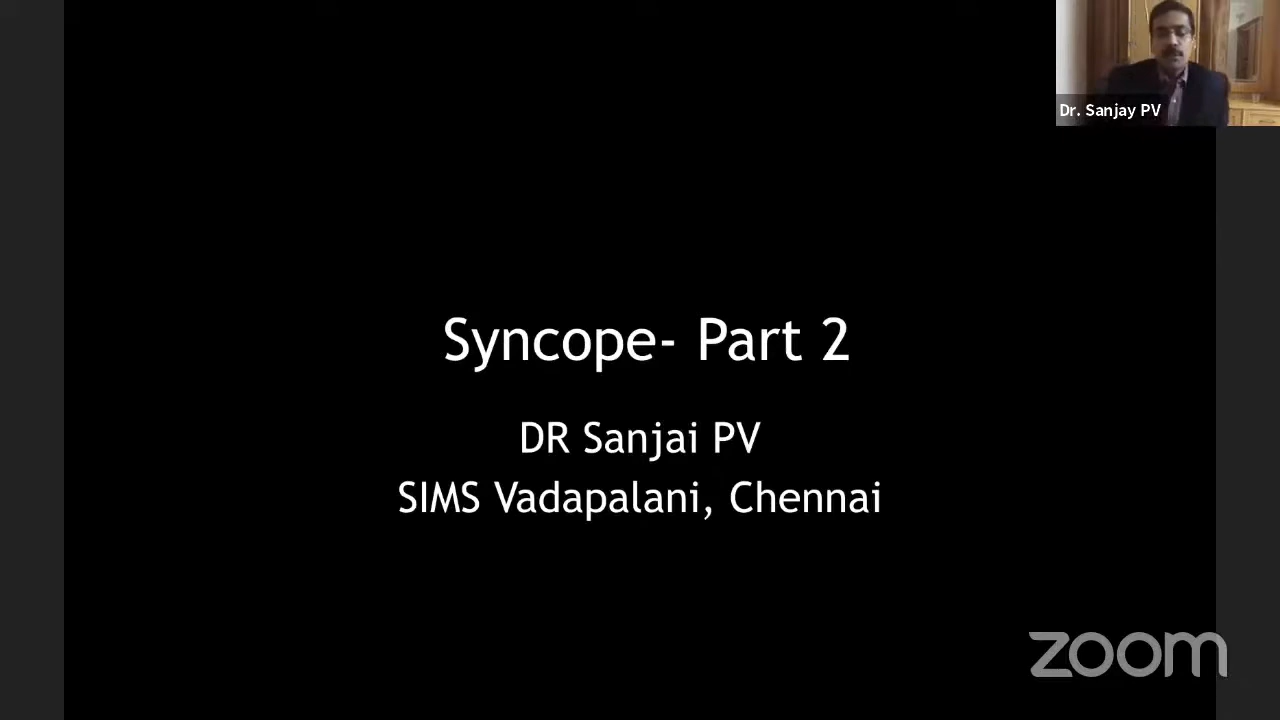 Dr. Sanjay PV
Syncope- Part 2
DR Sanjai PV
SIMS Vadapalani, Chennai
zoom